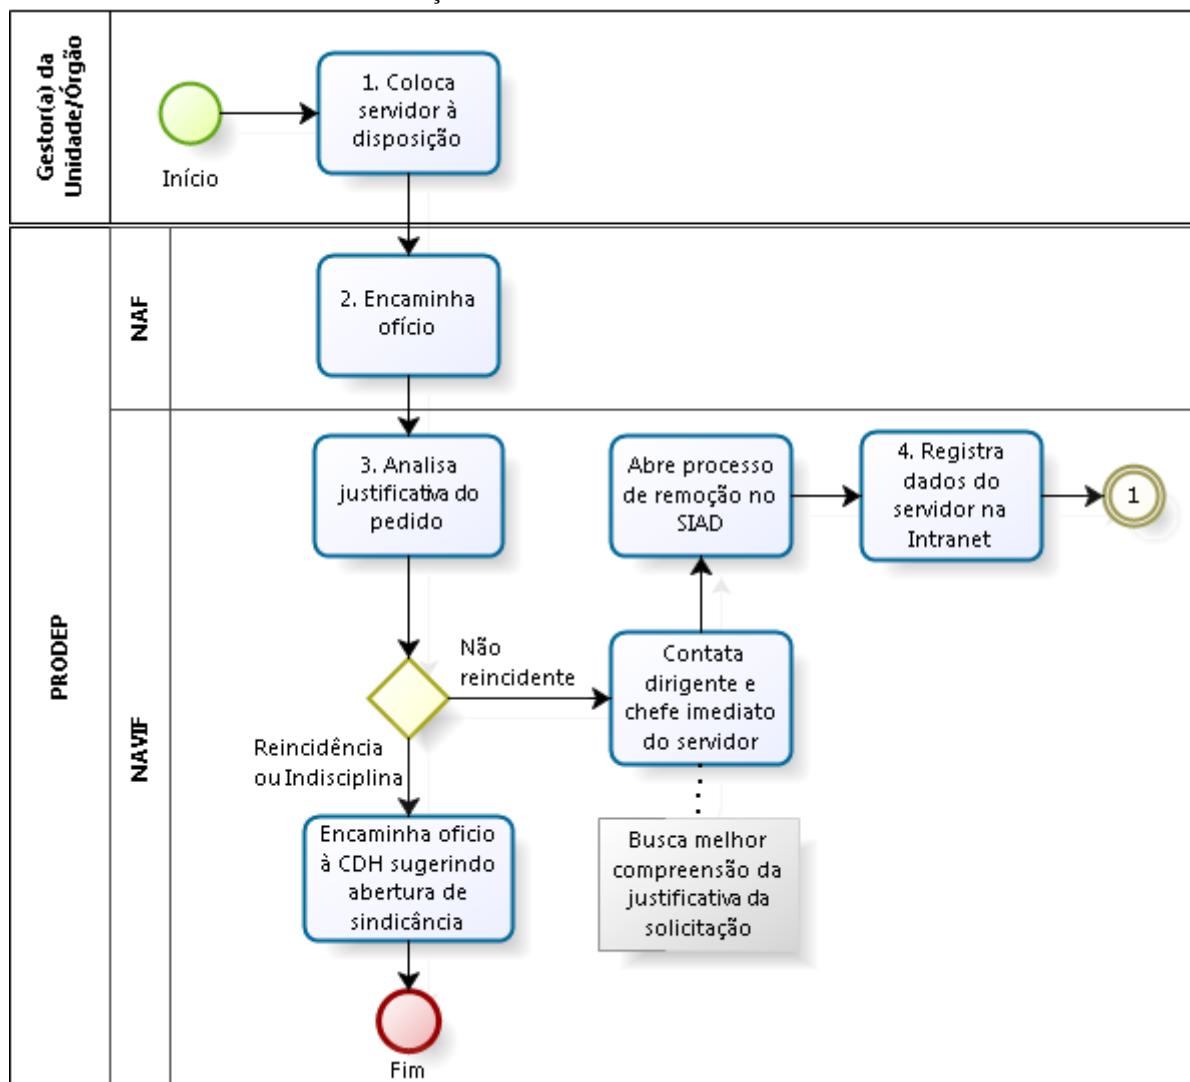 Gestor(a) da
Unidade/Órgão
Início
1. Coloca
servidor à
disposição
PRODEP
NAF
2. Encaminha
ofício
NAVIF
3. Analisa
justificativa do
pedido
Abre processo
de remoção no
SIAD
4. Registra
dados do
servidor na
Intranet
1
Não
reincidente
Contata
dirigente e
chefe imediato
do servidor
Reincidência
ou Indisciplina
Encaminha oficio
à CDH sugerindo
abertura de
sindicância
Busca melhor
compreensão da
justificativa da
solicitação
Fim